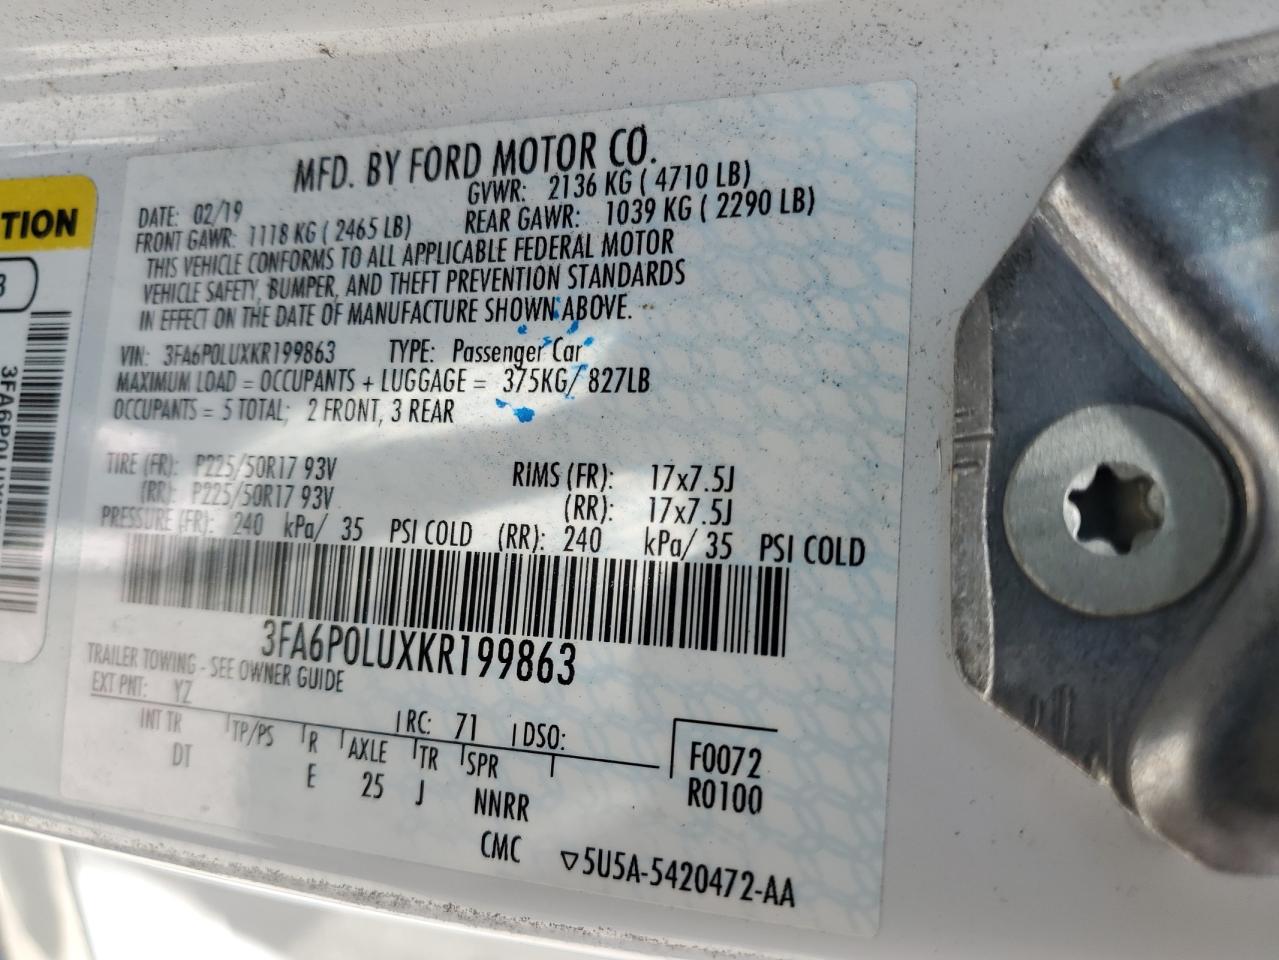 TION
3
3FA6P0LUX
MFD. BY FORD MOTOR CO.
DATE: 02/19 GVWR: 2136 KG ( 4710 LB)
FRONT GAWR: 1118 KG ( 2465 LB) REAR GAWR: 1039 KG ( 2290 LB)
THIS VEHICLE CONFORMS TO ALL APPLICABLE FEDERAL MOTOR
VEHICLE SAFETY, BUMPER, AND THEFT PREVENTION STANDARDS
IN EFFECT ON THE DATE OF MANUFACTURE SHOWN ABOVE.
VIN: 3FA6P0LUXKR199863 TYPE: Passenger Car
MAXIMUM LOAD = OCCUPANTS + LUGGAGE = 375KG/ 827LB
OCCUPANTS = 5 TOTAL; 2 FRONT, 3 REAR
TIRE (FR): P225/50R17 93V RIMS (FR): 17x7.5J
(RR): P225/50R17 93V (RR): 17x7.5J
PRESSURE (FR): 240 kPa/ 35 PSI COLD (RR): 240 kPa/ 35 PSI COLD
3FA6P0LUXKR199863
TRAILER TOWING - SEE OWNER GUIDE
EXT PNT: YZ RC: 71 DSO:
INT TR TP/PS R AXLE TR SPR F0072
DT E 25 J NNRR R0100
CMC ▽5U5A-5420472-AA